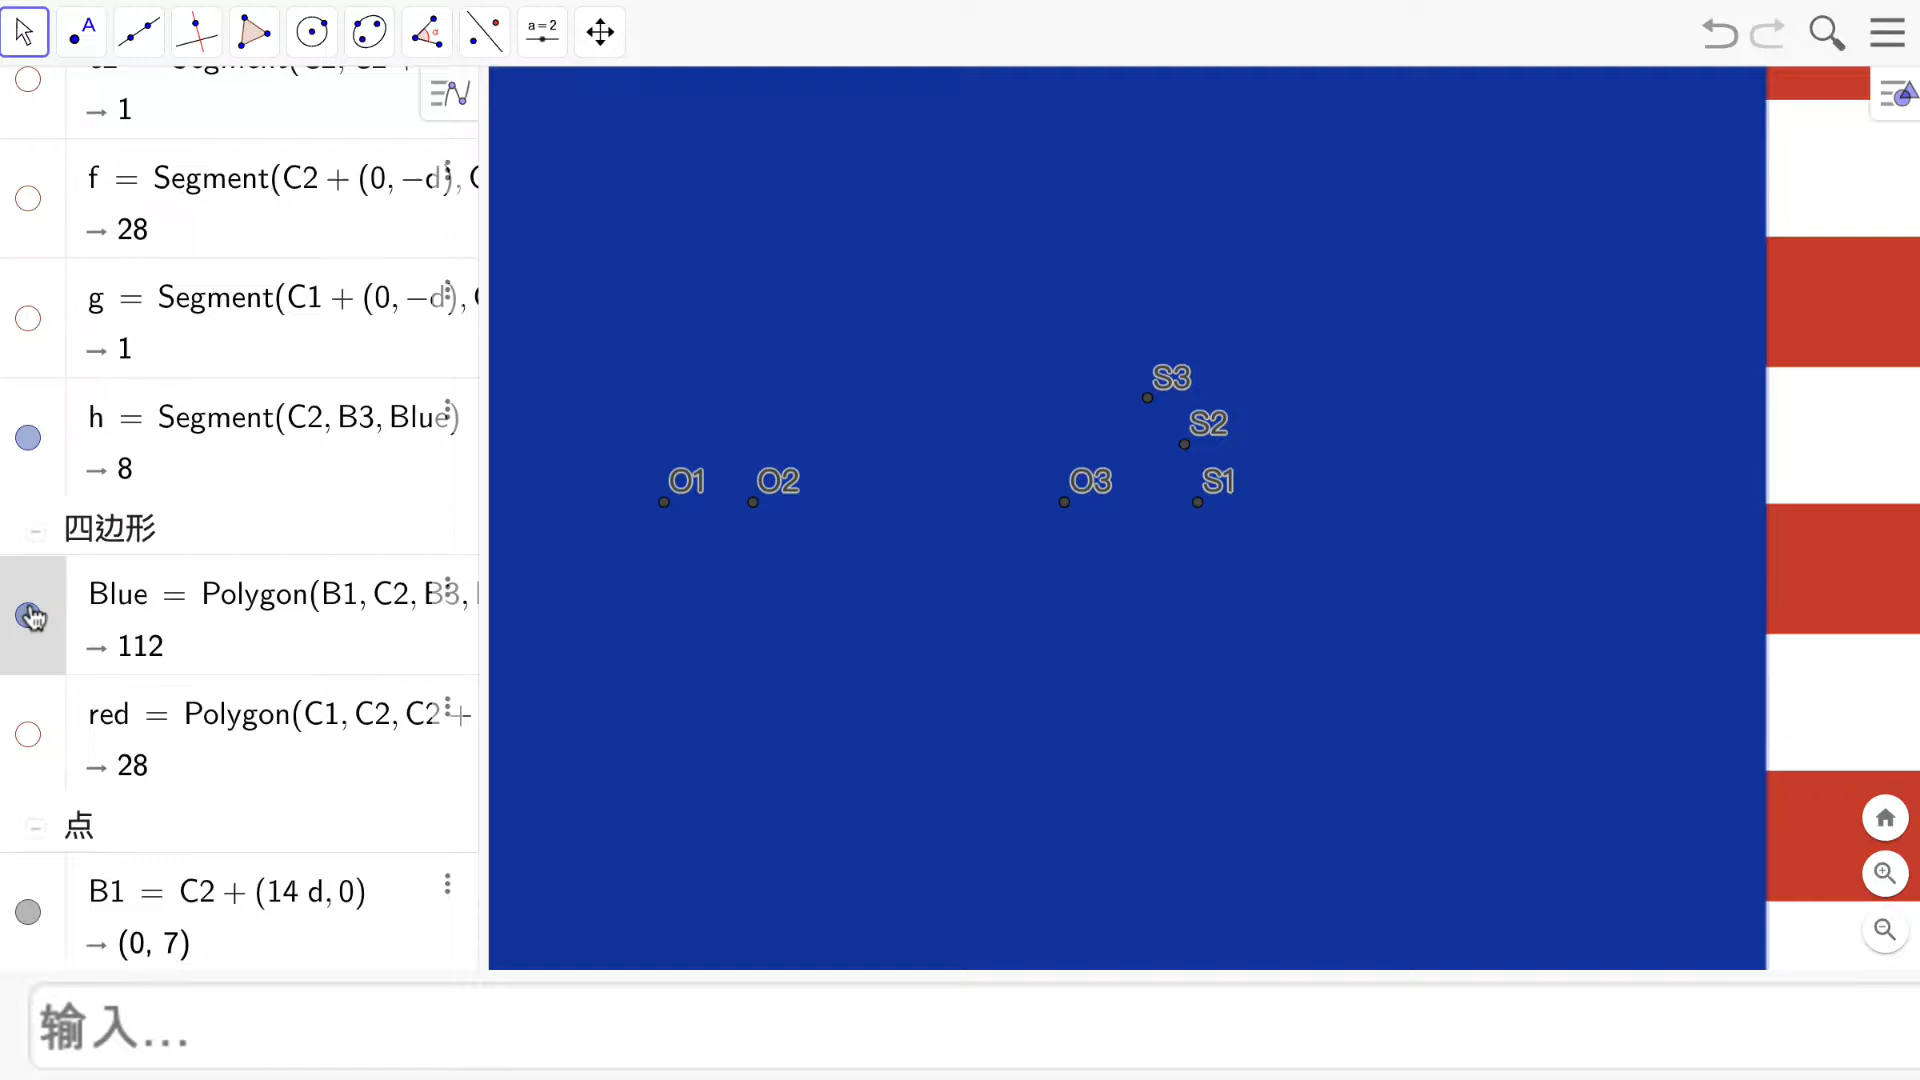 A
α
a=2
→ 1
f = Segment(C2 + (0, −d), C
→ 28
g = Segment(C1 + (0, −d), C
→ 1
h = Segment(C2, B3, Blue)
→ 8
四边形
Blue = Polygon(B1, C2, B3,
→ 112
red = Polygon(C1, C2, C2 +
→ 28
点
B1 = C2 + (14 d, 0)
→ (0, 7)
S3
S2
O1
O2
O3
S1
输入...